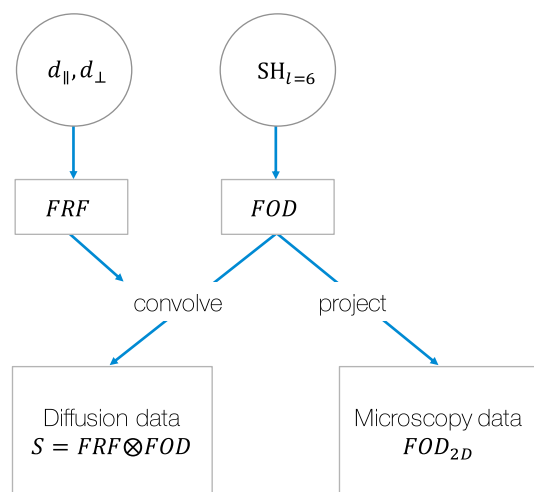 d∥, d⊥
SH_{l=6}
FRF
FOD
convolve
project
Diffusion data
S = FRF⊗FOD
Microscopy data
FOD_{2D}